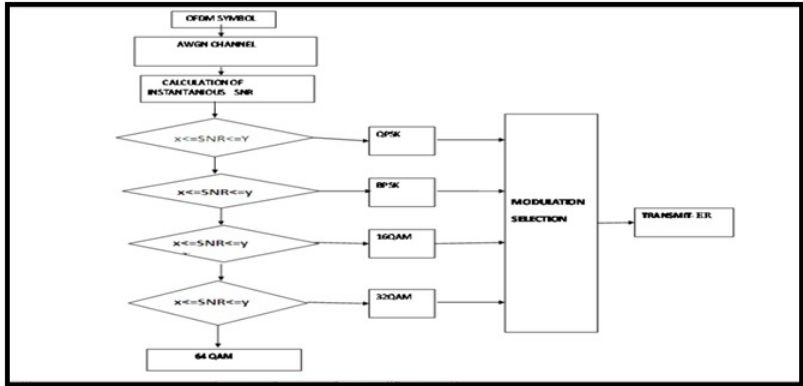 OFDM SYMBOL
AWGN CHANNEL
CALCULATION OF
INSTANTANIOUS SNR
x<=SNR<=Y
QPSK
x<=SNR<=y
BPSK
MODULATION
SELECTION
TRANSMIT-ER
x<=SNR<=y
16QAM
x<=SNR<=y
32QAM
64 QAM